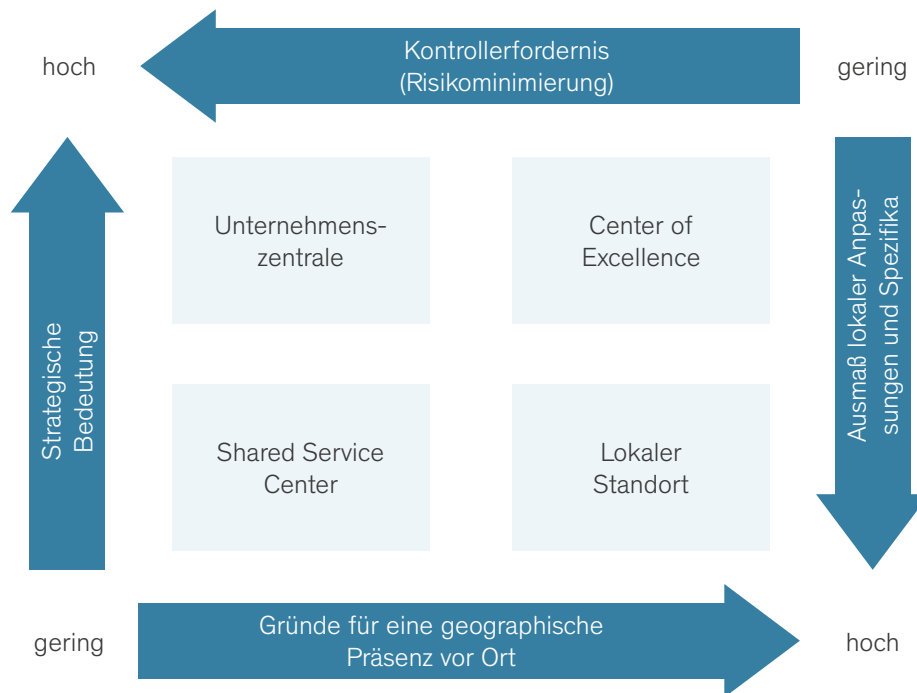 hoch
Kontrollerfordernis
(Risikominimierung)
gering
Strategische
Bedeutung
Unternehmens-
zentrale
Center of
Excellence
Ausmaß lokaler Anpas-
sungen und Spezifika
Shared Service
Center
Lokaler
Standort
gering
Gründe für eine geographische
Präsenz vor Ort
hoch